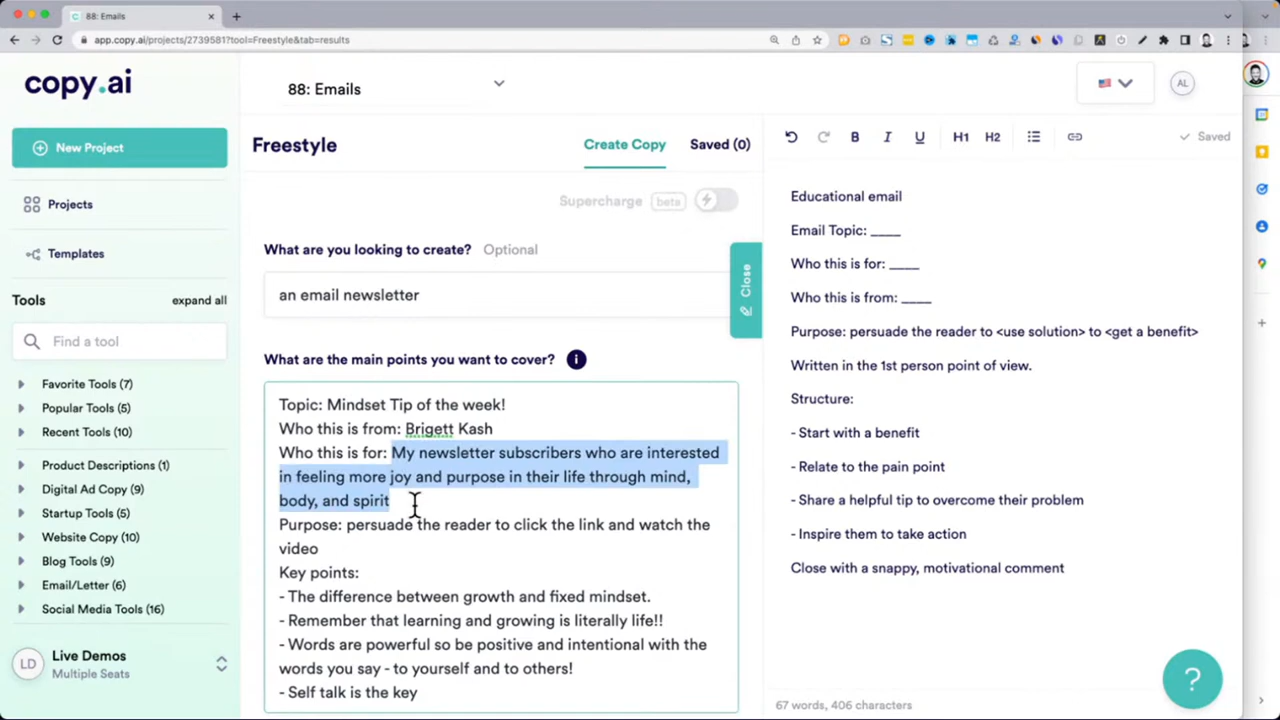 88: Emails
app.copy.ai/projects/2739581?tool=Freestyle&tab=results
copy.ai
New Project
Projects
Templates
Tools
expand all
Find a tool
Favorite Tools (7)
Popular Tools (5)
Recent Tools (10)
Product Descriptions (1)
Digital Ad Copy (9)
Startup Tools (5)
Website Copy (10)
Blog Tools (9)
Email/Letter (6)
Social Media Tools (16)
LD
Live Demos
Multiple Seats
88: Emails
AL
Freestyle
Create Copy
Saved (0)
Supercharge beta
What are you looking to create? Optional
an email newsletter
Close
What are the main points you want to cover?
Topic: Mindset Tip of the week!
Who this is from: Brigett Kash
Who this is for: My newsletter subscribers who are interested
in feeling more joy and purpose in their life through mind,
body, and spirit
Purpose: persuade the reader to click the link and watch the
video
Key points:
- The difference between growth and fixed mindset.
- Remember that learning and growing is literally life!!
- Words are powerful so be positive and intentional with the
words you say - to yourself and to others!
- Self talk is the key
B I U H1 H2
Saved
Educational email
Email Topic: ____
Who this is for: ____
Who this is from: ____
Purpose: persuade the reader to <use solution> to <get a benefit>
Written in the 1st person point of view.
Structure:
- Start with a benefit
- Relate to the pain point
- Share a helpful tip to overcome their problem
- Inspire them to take action
Close with a snappy, motivational comment
67 words, 406 characters
?